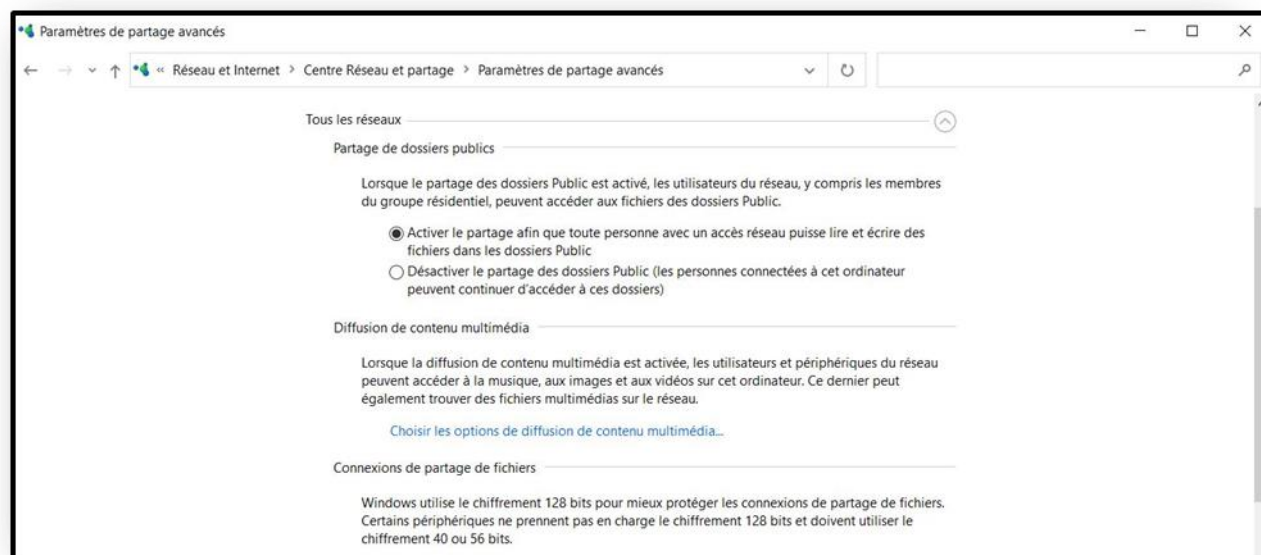 Paramètres de partage avancés
« Réseau et Internet > Centre Réseau et partage > Paramètres de partage avancés
Tous les réseaux
Partage de dossiers publics
Lorsque le partage des dossiers Public est activé, les utilisateurs du réseau, y compris les membres
du groupe résidentiel, peuvent accéder aux fichiers des dossiers Public.
Activer le partage afin que toute personne avec un accès réseau puisse lire et écrire des
fichiers dans les dossiers Public
Désactiver le partage des dossiers Public (les personnes connectées à cet ordinateur
peuvent continuer d'accéder à ces dossiers)
Diffusion de contenu multimédia
Lorsque la diffusion de contenu multimédia est activée, les utilisateurs et périphériques du réseau
peuvent accéder à la musique, aux images et aux vidéos sur cet ordinateur. Ce dernier peut
également trouver des fichiers multimédias sur le réseau.
Choisir les options de diffusion de contenu multimédia...
Connexions de partage de fichiers
Windows utilise le chiffrement 128 bits pour mieux protéger les connexions de partage de fichiers.
Certains périphériques ne prennent pas en charge le chiffrement 128 bits et doivent utiliser le
chiffrement 40 ou 56 bits.